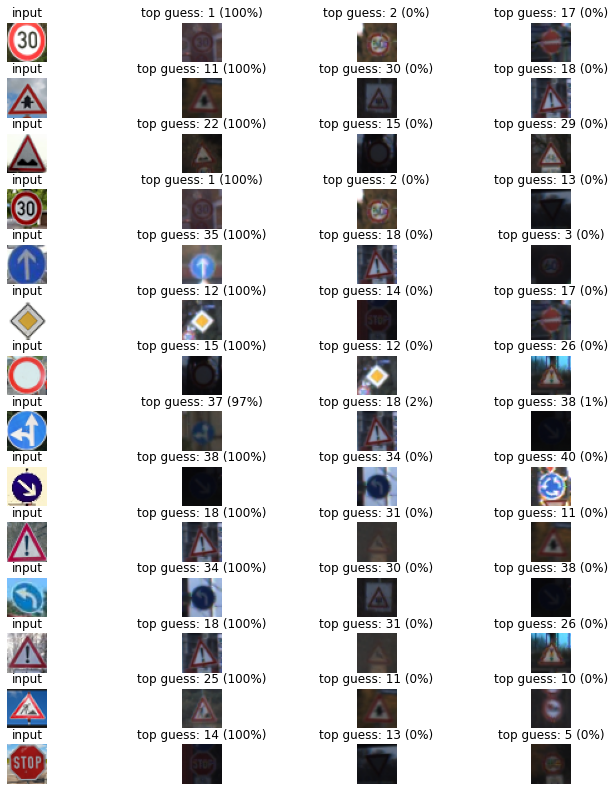 input top guess: 1 (100%) top guess: 2 (0%) top guess: 17 (0%)
30
input top guess: 11 (100%) top guess: 30 (0%) top guess: 18 (0%)
input top guess: 22 (100%) top guess: 15 (0%) top guess: 29 (0%)
input top guess: 1 (100%) top guess: 2 (0%) top guess: 13 (0%)
30
input top guess: 35 (100%) top guess: 18 (0%) top guess: 3 (0%)
input top guess: 12 (100%) top guess: 14 (0%) top guess: 17 (0%)
STOP
input top guess: 15 (100%) top guess: 12 (0%) top guess: 26 (0%)
input top guess: 37 (97%) top guess: 18 (2%) top guess: 38 (1%)
input top guess: 38 (100%) top guess: 34 (0%) top guess: 40 (0%)
input top guess: 18 (100%) top guess: 31 (0%) top guess: 11 (0%)
input top guess: 34 (100%) top guess: 30 (0%) top guess: 38 (0%)
input top guess: 18 (100%) top guess: 31 (0%) top guess: 26 (0%)
input top guess: 25 (100%) top guess: 11 (0%) top guess: 10 (0%)
input top guess: 14 (100%) top guess: 13 (0%) top guess: 5 (0%)
STOP STOP